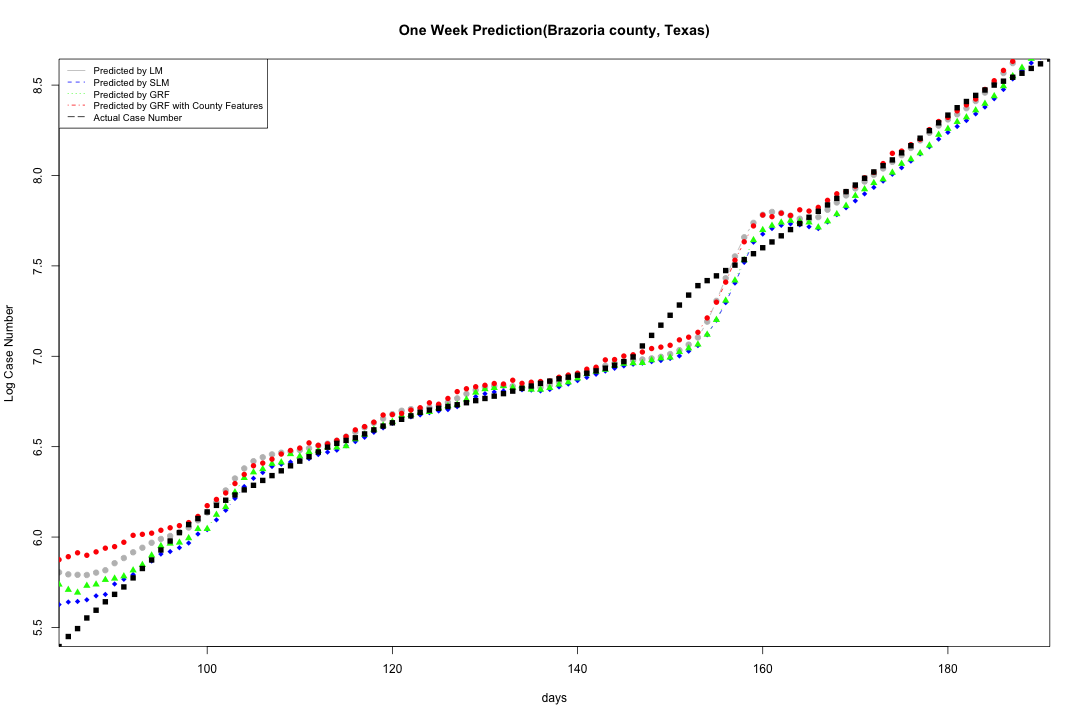 One Week Prediction(Brazoria county, Texas)
Predicted by LM
Predicted by SLM
Predicted by GRF
Predicted by GRF with County Features
Actual Case Number
8.5
8.0
7.5
7.0
6.5
6.0
5.5
Log Case Number
100 120 140 160 180
days